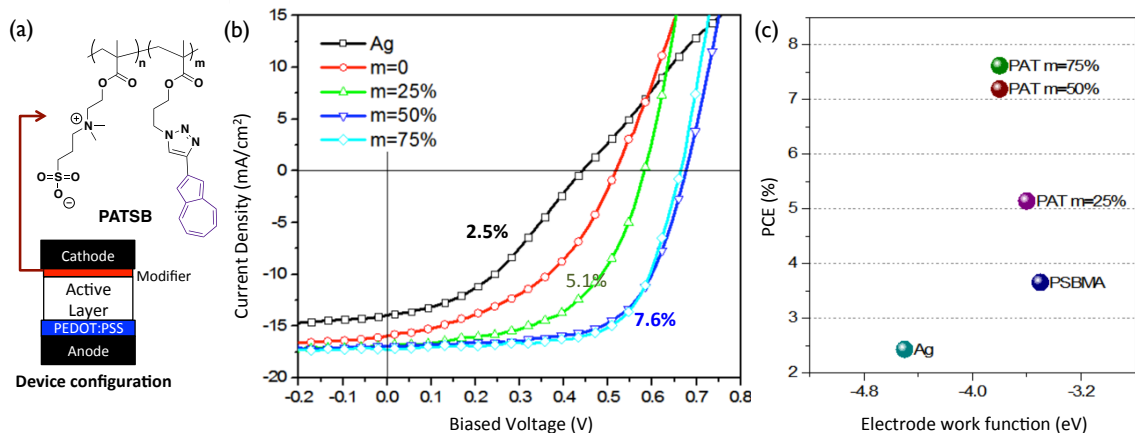 (a)
n
m
O
O
O
O
N
⊕
N
N
N
O
S
O
O
⊖
PATSB
Cathode
Modifier
Active
Layer
PEDOT:PSS
Anode
Device configuration
(b)
15
10
5
0
-5
-10
-15
-20
Current Density (mA/cm²)
Ag
m=0
m=25%
m=50%
m=75%
2.5%
5.1%
7.6%
-0.2 -0.1 0.0 0.1 0.2 0.3 0.4 0.5 0.6 0.7 0.8
Biased Voltage (V)
(c)
8
7
6
5
4
3
2
PCE (%)
PAT m=75%
PAT m=50%
PAT m=25%
PSBMA
Ag
-4.8 -4.0 -3.2
Electrode work function (eV)